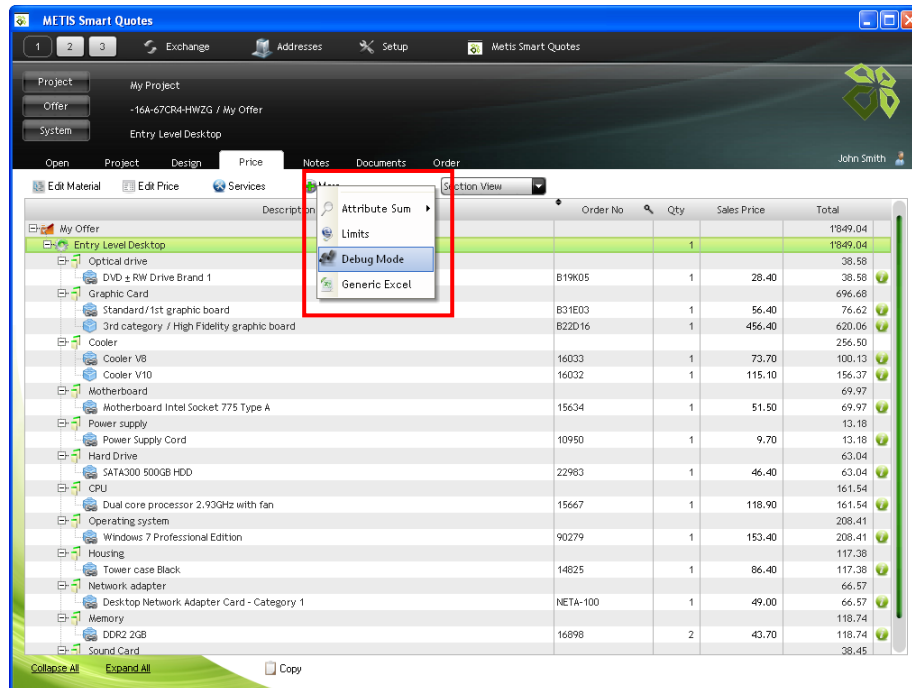 METIS Smart Quotes
1 2 3 Exchange Addresses Setup Metis Smart Quotes
Project My Project
Offer -16A-67CR4-HWZG / My Offer
System Entry Level Desktop
Open Project Design Price Notes Documents Order John Smith
Edit Material Edit Price Services More Section View
Description Order No Qty Sales Price Total
Attribute Sum
Limits
Debug Mode
Generic Excel
My Offer 1'849.04
Entry Level Desktop 1 1'849.04
Optical drive 38.58
DVD ± RW Drive Brand 1 B19K05 1 28.40 38.58
Graphic Card 696.68
Standard/1st graphic board B31E03 1 56.40 76.62
3rd category / High Fidelity graphic board B22D16 1 456.40 620.06
Cooler 256.50
Cooler V8 16033 1 73.70 100.13
Cooler V10 16032 1 115.10 156.37
Motherboard 69.97
Motherboard Intel Socket 775 Type A 15634 1 51.50 69.97
Power supply 13.18
Power Supply Cord 10950 1 9.70 13.18
Hard Drive 63.04
SATA300 500GB HDD 22983 1 46.40 63.04
CPU 161.54
Dual core processor 2.93GHz with fan 15667 1 118.90 161.54
Operating system 208.41
Windows 7 Professional Edition 90279 1 153.40 208.41
Housing 117.38
Tower case Black 14825 1 86.40 117.38
Network adapter 66.57
Desktop Network Adapter Card - Category 1 NETA-100 1 49.00 66.57
Memory 118.74
DDR2 2GB 16898 2 43.70 118.74
Sound Card 38.45
Collapse All Expand All Copy